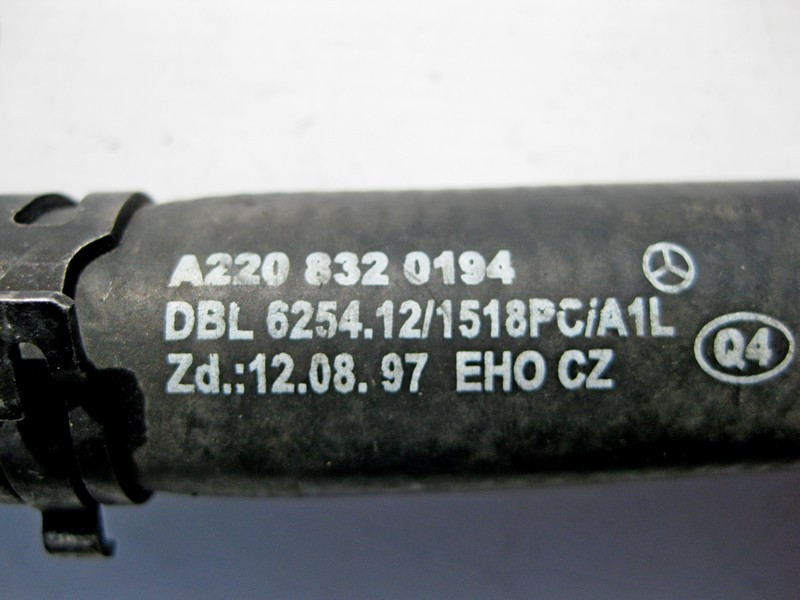 A220 832 0194
DBL 6254.12/1518PC/A1L
Zd.:12.08. 97 EHO CZ
Q4